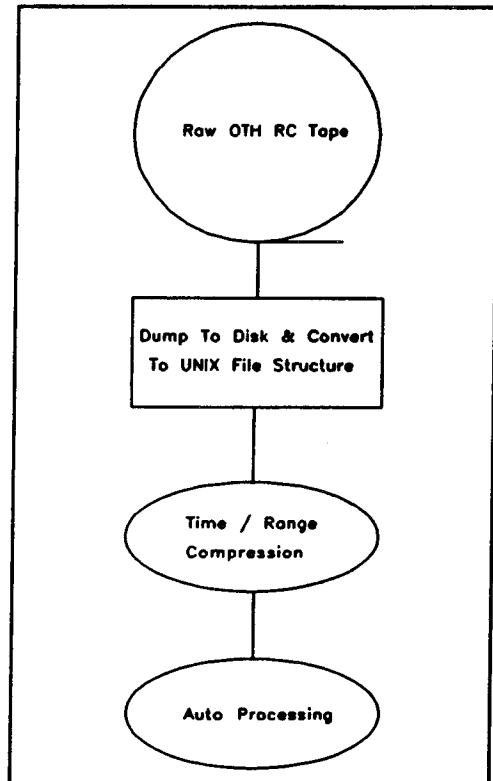 Raw OTH RC Tape
Dump To Disk & Convert
To UNIX File Structure
Time / Range
Compression
Auto Processing